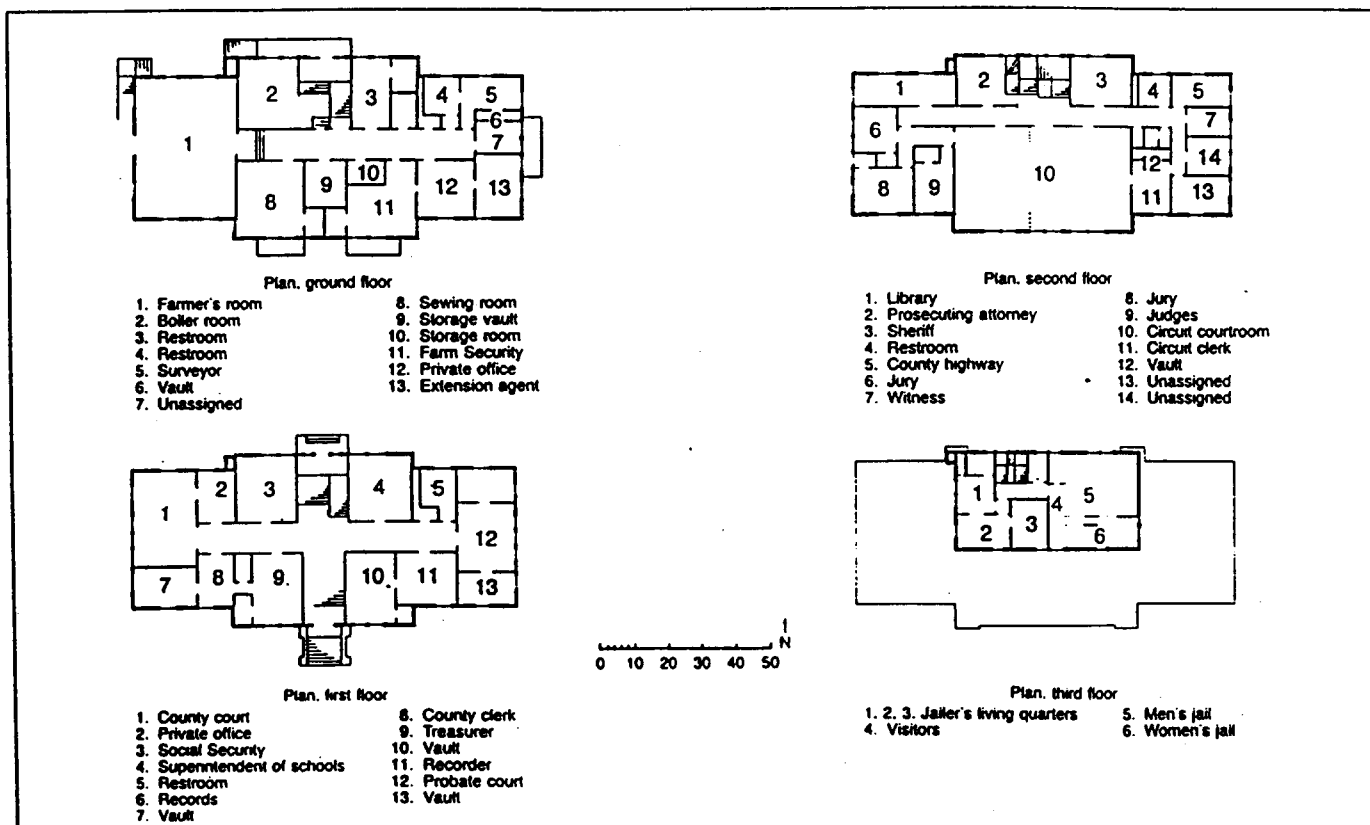 1
2
3
4
5
6
7
8
9
10
11
12
13
Plan, ground floor
1. Farmer's room
2. Boiler room
3. Restroom
4. Restroom
5. Surveyor
6. Vault
7. Unassigned
8. Sewing room
9. Storage vault
10. Storage room
11. Farm Security
12. Private office
13. Extension agent
1
2
3
4
5
6
7
8
9
10
11
12
13
14
Plan, second floor
1. Library
2. Prosecuting attorney
3. Sheriff
4. Restroom
5. County highway
6. Jury
7. Witness
8. Jury
9. Judges
10. Circuit courtroom
11. Circuit clerk
12. Vault
13. Unassigned
14. Unassigned
1
2
3
4
5
7
8
9
10
11
12
13
Plan, first floor
1. County court
2. Private office
3. Social Security
4. Superintendent of schools
5. Restroom
6. Records
7. Vault
8. County clerk
9. Treasurer
10. Vault
11. Recorder
12. Probate court
13. Vault
N
0 10 20 30 40 50
1
2
3
4
5
6
Plan, third floor
1. 2. 3. Jailer's living quarters
4. Visitors
5. Men's jail
6. Women's jail